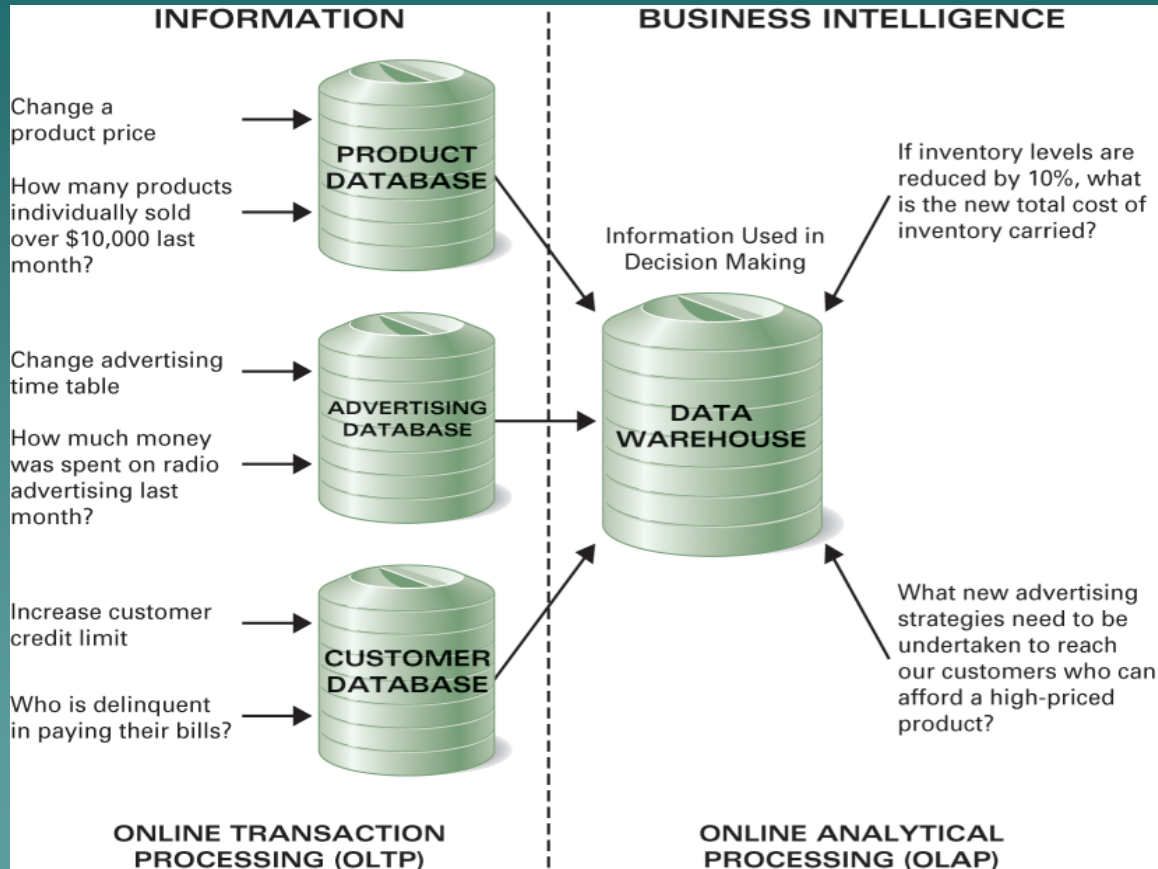 INFORMATION
BUSINESS INTELLIGENCE
Change a
product price
How many products
individually sold
over $10,000 last
month?
PRODUCT
DATABASE
Change advertising
time table
How much money
was spent on radio
advertising last
month?
ADVERTISING
DATABASE
Increase customer
credit limit
Who is delinquent
in paying their bills?
CUSTOMER
DATABASE
Information Used in
Decision Making
DATA
WAREHOUSE
If inventory levels are
reduced by 10%, what
is the new total cost of
inventory carried?
What new advertising
strategies need to be
undertaken to reach
our customers who can
afford a high-priced
product?
ONLINE TRANSACTION
PROCESSING (OLTP)
ONLINE ANALYTICAL
PROCESSING (OLAP)